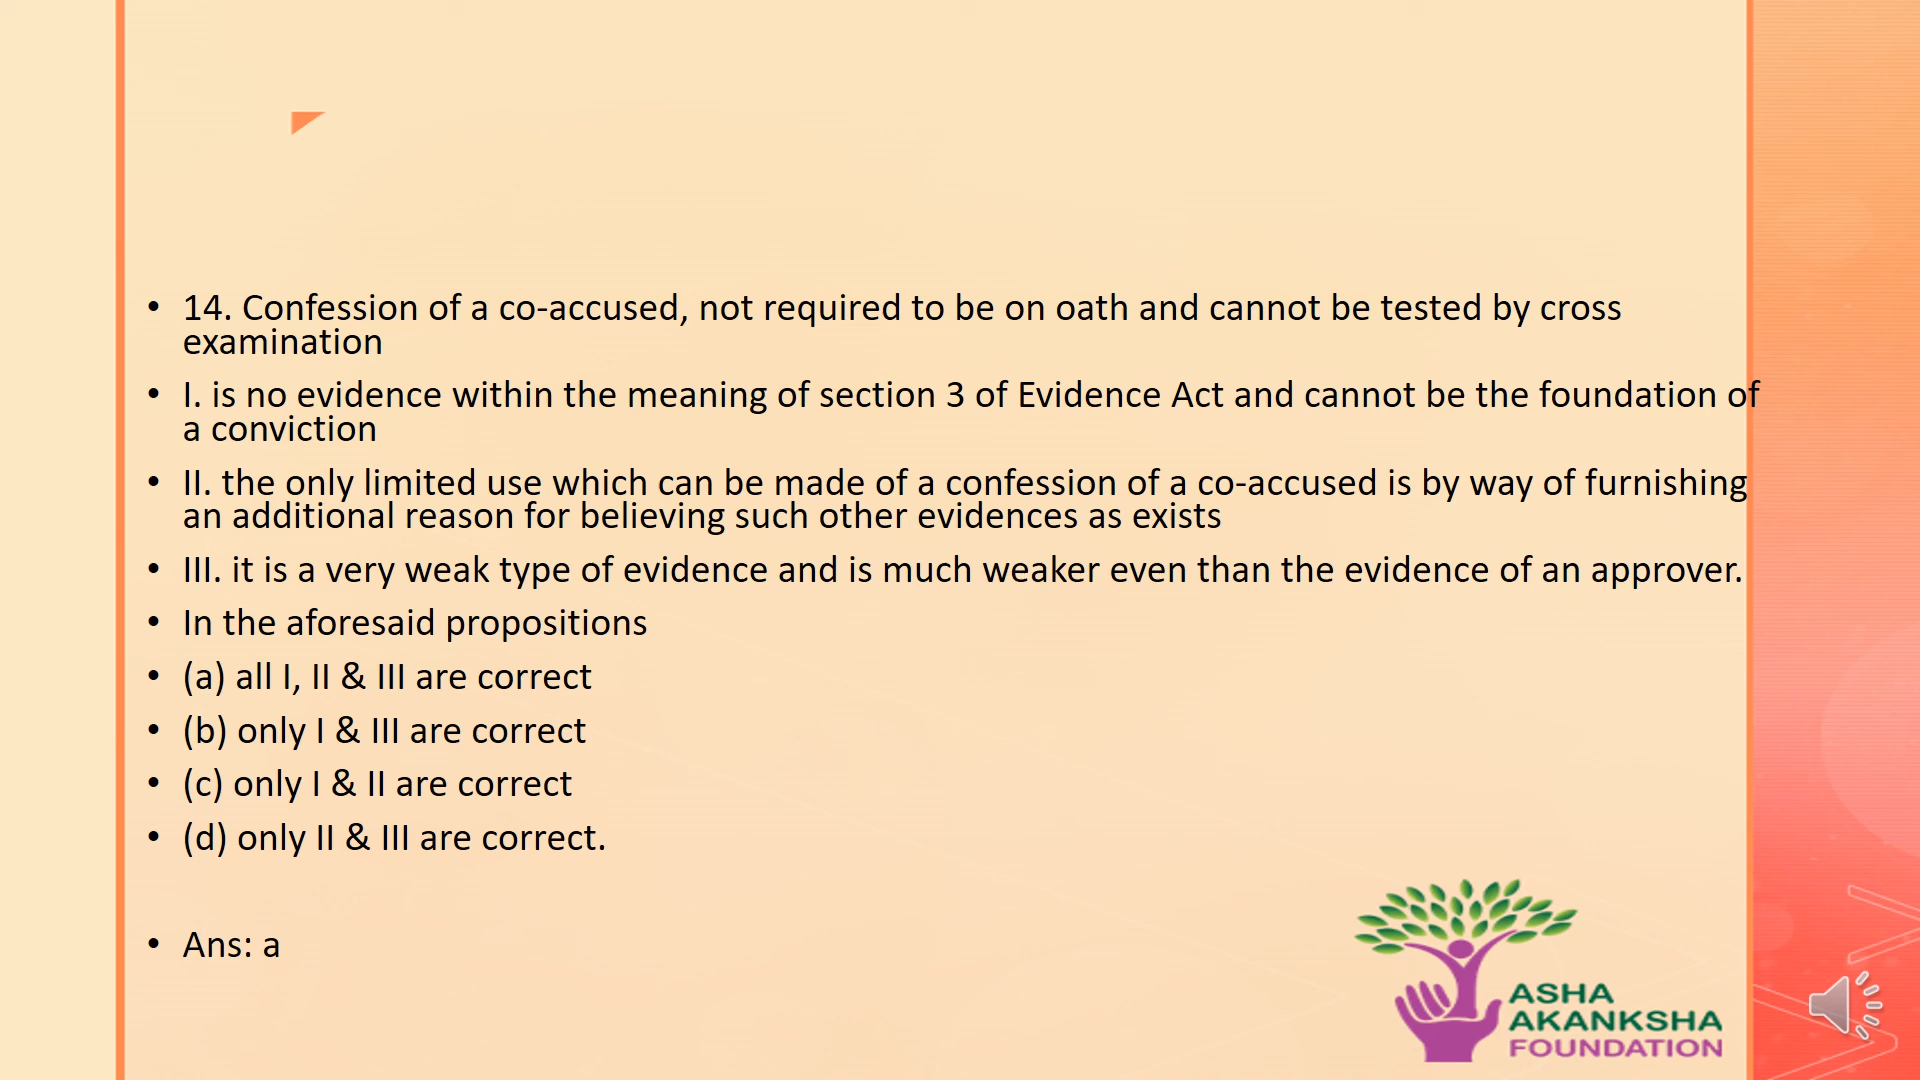 • 14. Confession of a co-accused, not required to be on oath and cannot be tested by cross
examination
• I. is no evidence within the meaning of section 3 of Evidence Act and cannot be the foundation of
a conviction
• II. the only limited use which can be made of a confession of a co-accused is by way of furnishing
an additional reason for believing such other evidences as exists
• III. it is a very weak type of evidence and is much weaker even than the evidence of an approver.
• In the aforesaid propositions
• (a) all I, II & III are correct
• (b) only I & III are correct
• (c) only I & II are correct
• (d) only II & III are correct.
• Ans: a
ASHA
AKANKSHA
FOUNDATION